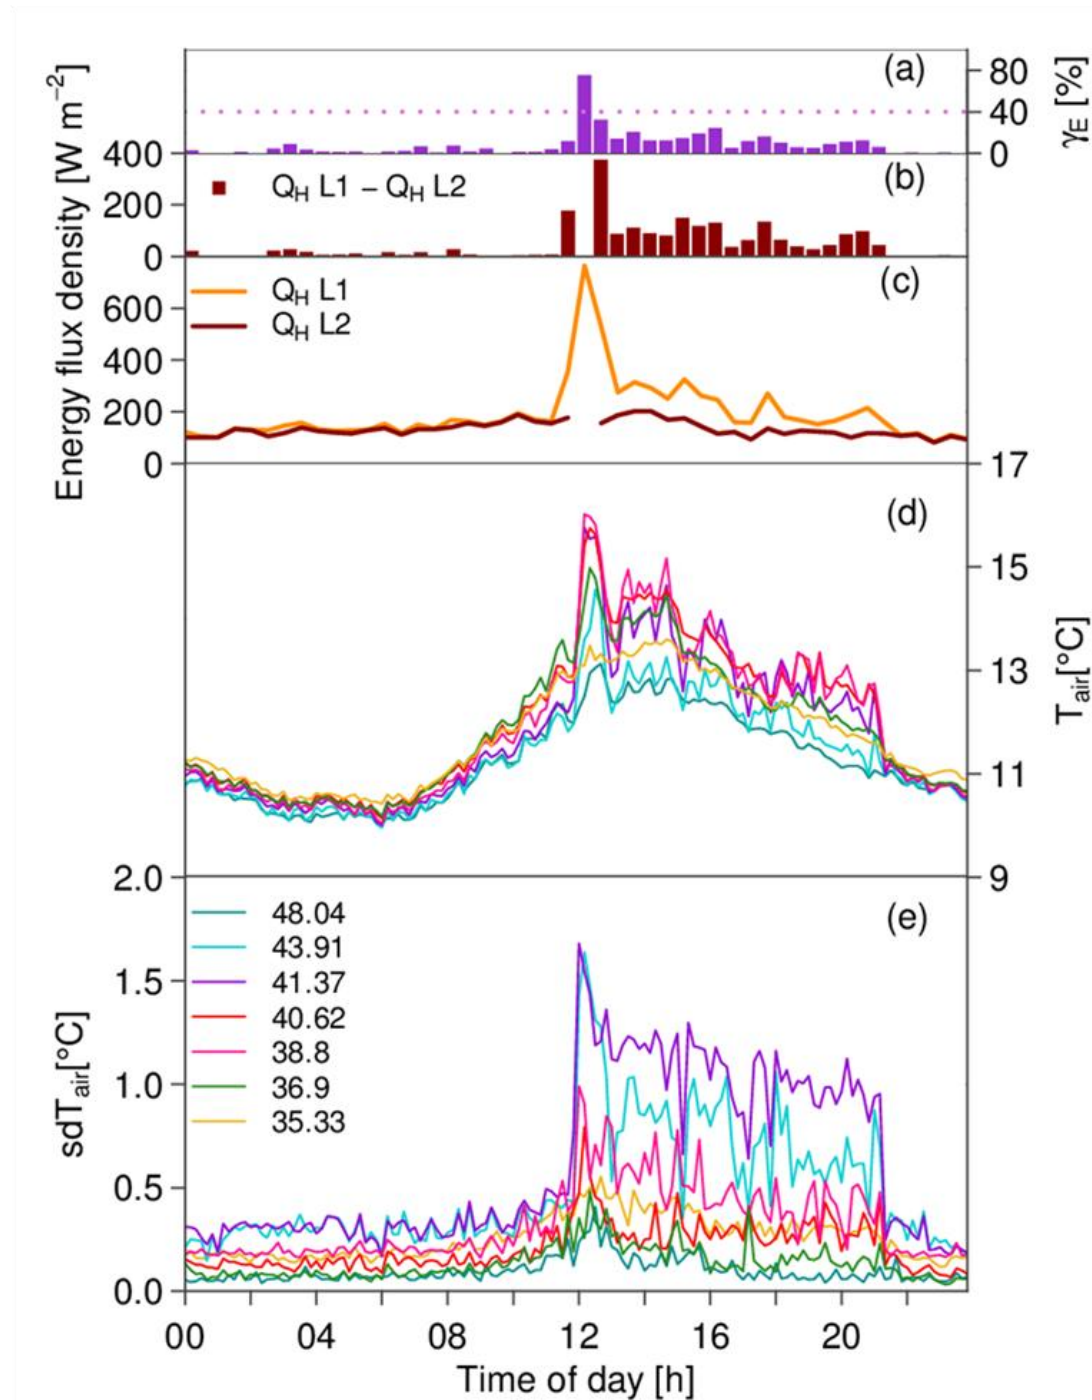 (a)
80
40
0
γE [%]
Energy flux density [W m−2]
400
200
0
QH L1 − QH L2
(b)
600
400
200
0
QH L1
QH L2
(c)
17
15
13
11
9
Tair[°C]
(d)
2.0
1.5
1.0
0.5
0.0
sdTair[°C]
48.04
43.91
41.37
40.62
38.8
36.9
35.33
(e)
00 04 08 12 16 20
Time of day [h]